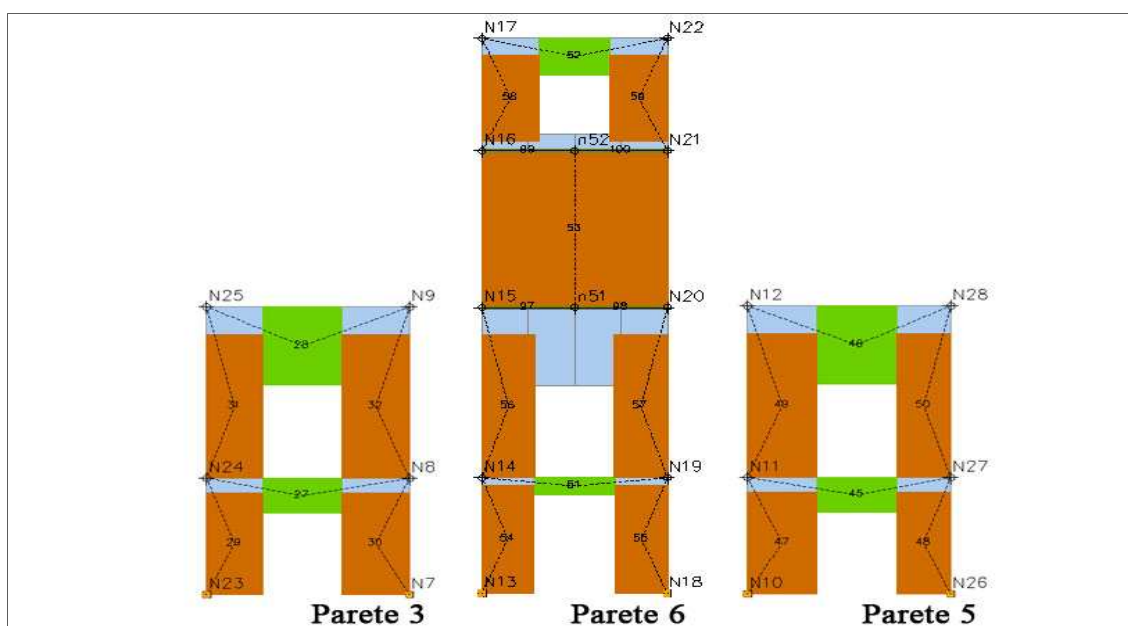 N17 N22
52
58 59
N16 n52 N21
99 100
53
N25 N9 N15 n51 N20 N12 N28
97 98
28 46
31 32 56 57 49 50
N24 N8 N14 N19 N11 N27
27 51 45
29 30 54 55 47 48
N23 N7 N13 N18 N10 N26
Parete 3 Parete 6 Parete 5